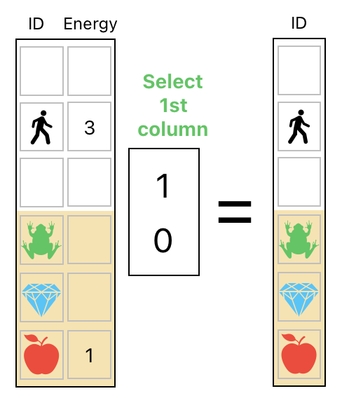 ID Energy
ID
Select
1st
column
3
1
0
=
1